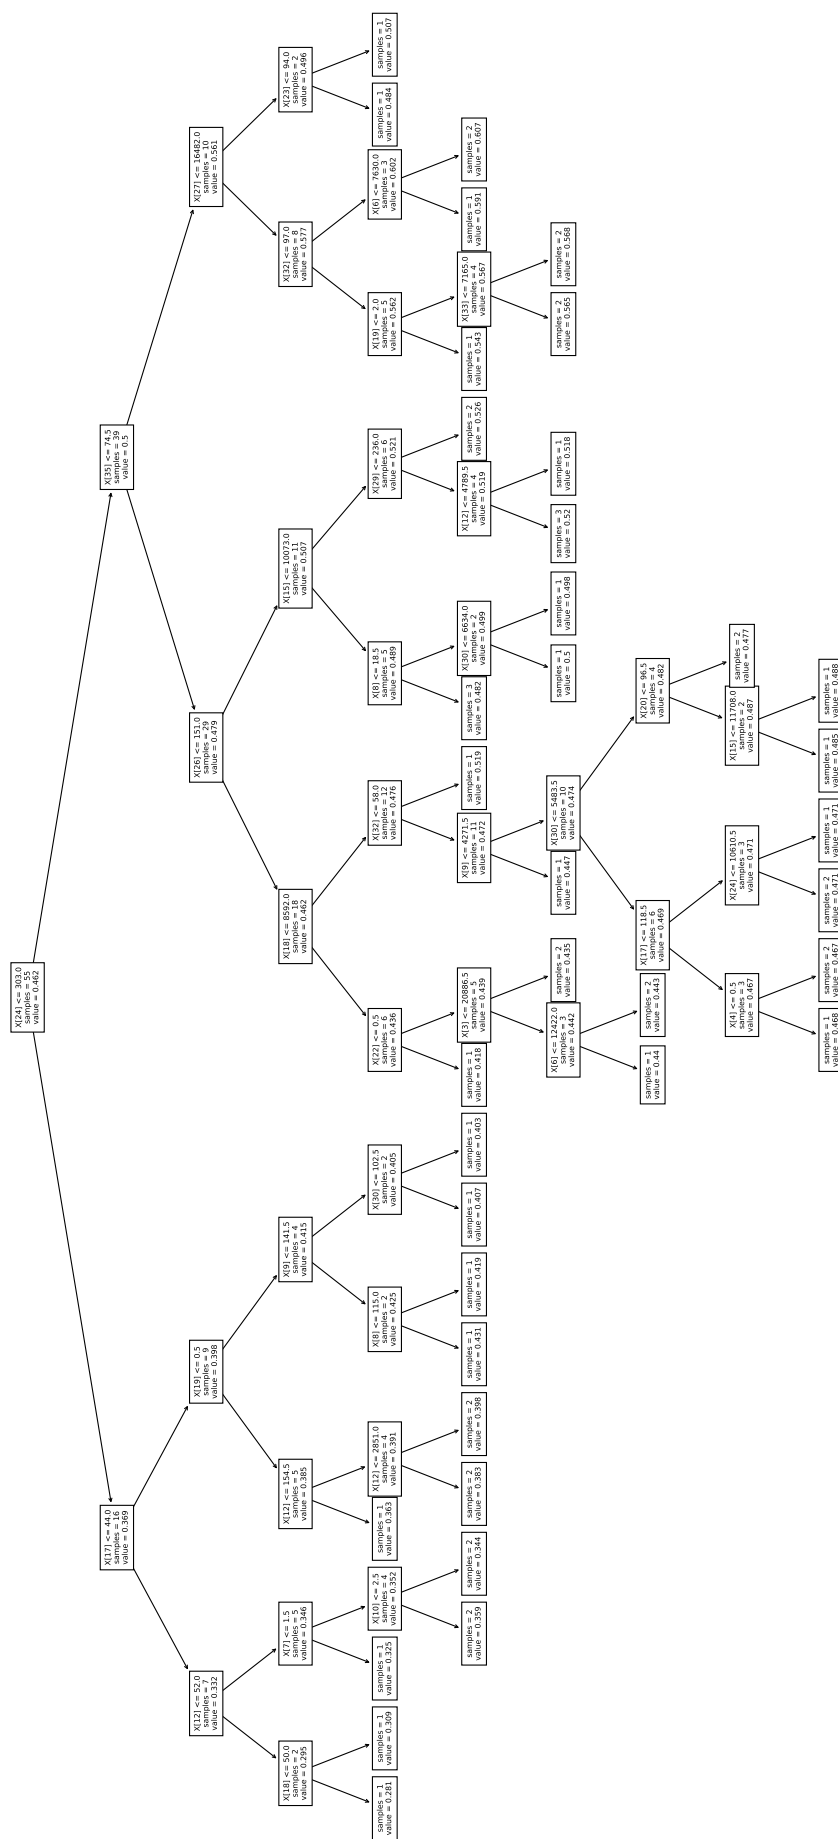 X[24] <= 303.0
samples = 55
value = 0.462
X[17] <= 44.0
samples = 16
value = 0.369
X[35] <= 74.5
samples = 39
value = 0.5
X[12] <= 52.0
samples = 7
value = 0.332
X[19] <= 0.5
samples = 9
value = 0.398
X[26] <= 151.0
samples = 29
value = 0.479
X[27] <= 16482.0
samples = 10
value = 0.561
X[18] <= 50.0
samples = 2
value = 0.295
X[7] <= 1.5
samples = 5
value = 0.346
X[12] <= 154.5
samples = 5
value = 0.385
X[9] <= 141.5
samples = 4
value = 0.415
X[18] <= 8592.0
samples = 18
value = 0.462
X[15] <= 10073.0
samples = 11
value = 0.507
X[32] <= 97.0
samples = 8
value = 0.577
X[23] <= 94.0
samples = 2
value = 0.496
samples = 1
value = 0.281
samples = 1
value = 0.309
samples = 1
value = 0.325
X[10] <= 2.5
samples = 4
value = 0.352
samples = 1
value = 0.363
X[12] <= 2851.0
samples = 4
value = 0.391
X[8] <= 115.0
samples = 2
value = 0.425
X[30] <= 102.5
samples = 2
value = 0.405
X[22] <= 0.5
samples = 6
value = 0.436
X[32] <= 58.0
samples = 12
value = 0.476
X[8] <= 18.5
samples = 5
value = 0.489
X[29] <= 236.0
samples = 6
value = 0.521
X[19] <= 2.0
samples = 5
value = 0.562
X[6] <= 7630.0
samples = 3
value = 0.602
samples = 1
value = 0.484
samples = 1
value = 0.507
samples = 2
value = 0.359
samples = 2
value = 0.344
samples = 2
value = 0.383
samples = 2
value = 0.398
samples = 1
value = 0.431
samples = 1
value = 0.419
samples = 1
value = 0.407
samples = 1
value = 0.403
samples = 1
value = 0.418
X[3] <= 20886.5
samples = 5
value = 0.439
X[9] <= 4271.5
samples = 11
value = 0.472
samples = 1
value = 0.519
samples = 3
value = 0.482
X[30] <= 6634.0
samples = 2
value = 0.499
X[12] <= 4789.5
samples = 4
value = 0.519
samples = 2
value = 0.526
samples = 1
value = 0.543
X[33] <= 7165.0
samples = 4
value = 0.567
samples = 1
value = 0.591
samples = 2
value = 0.607
X[6] <= 12422.0
samples = 3
value = 0.442
samples = 2
value = 0.435
samples = 1
value = 0.447
X[30] <= 5483.5
samples = 10
value = 0.474
samples = 1
value = 0.5
samples = 1
value = 0.498
samples = 3
value = 0.52
samples = 1
value = 0.518
samples = 2
value = 0.565
samples = 2
value = 0.568
samples = 1
value = 0.44
samples = 2
value = 0.443
X[17] <= 118.5
samples = 6
value = 0.469
X[20] <= 96.5
samples = 4
value = 0.482
X[4] <= 0.5
samples = 3
value = 0.467
X[24] <= 10610.5
samples = 3
value = 0.471
X[15] <= 11708.0
samples = 2
value = 0.487
samples = 2
value = 0.477
samples = 1
value = 0.468
samples = 2
value = 0.467
samples = 2
value = 0.471
samples = 1
value = 0.471
samples = 1
value = 0.485
samples = 1
value = 0.488